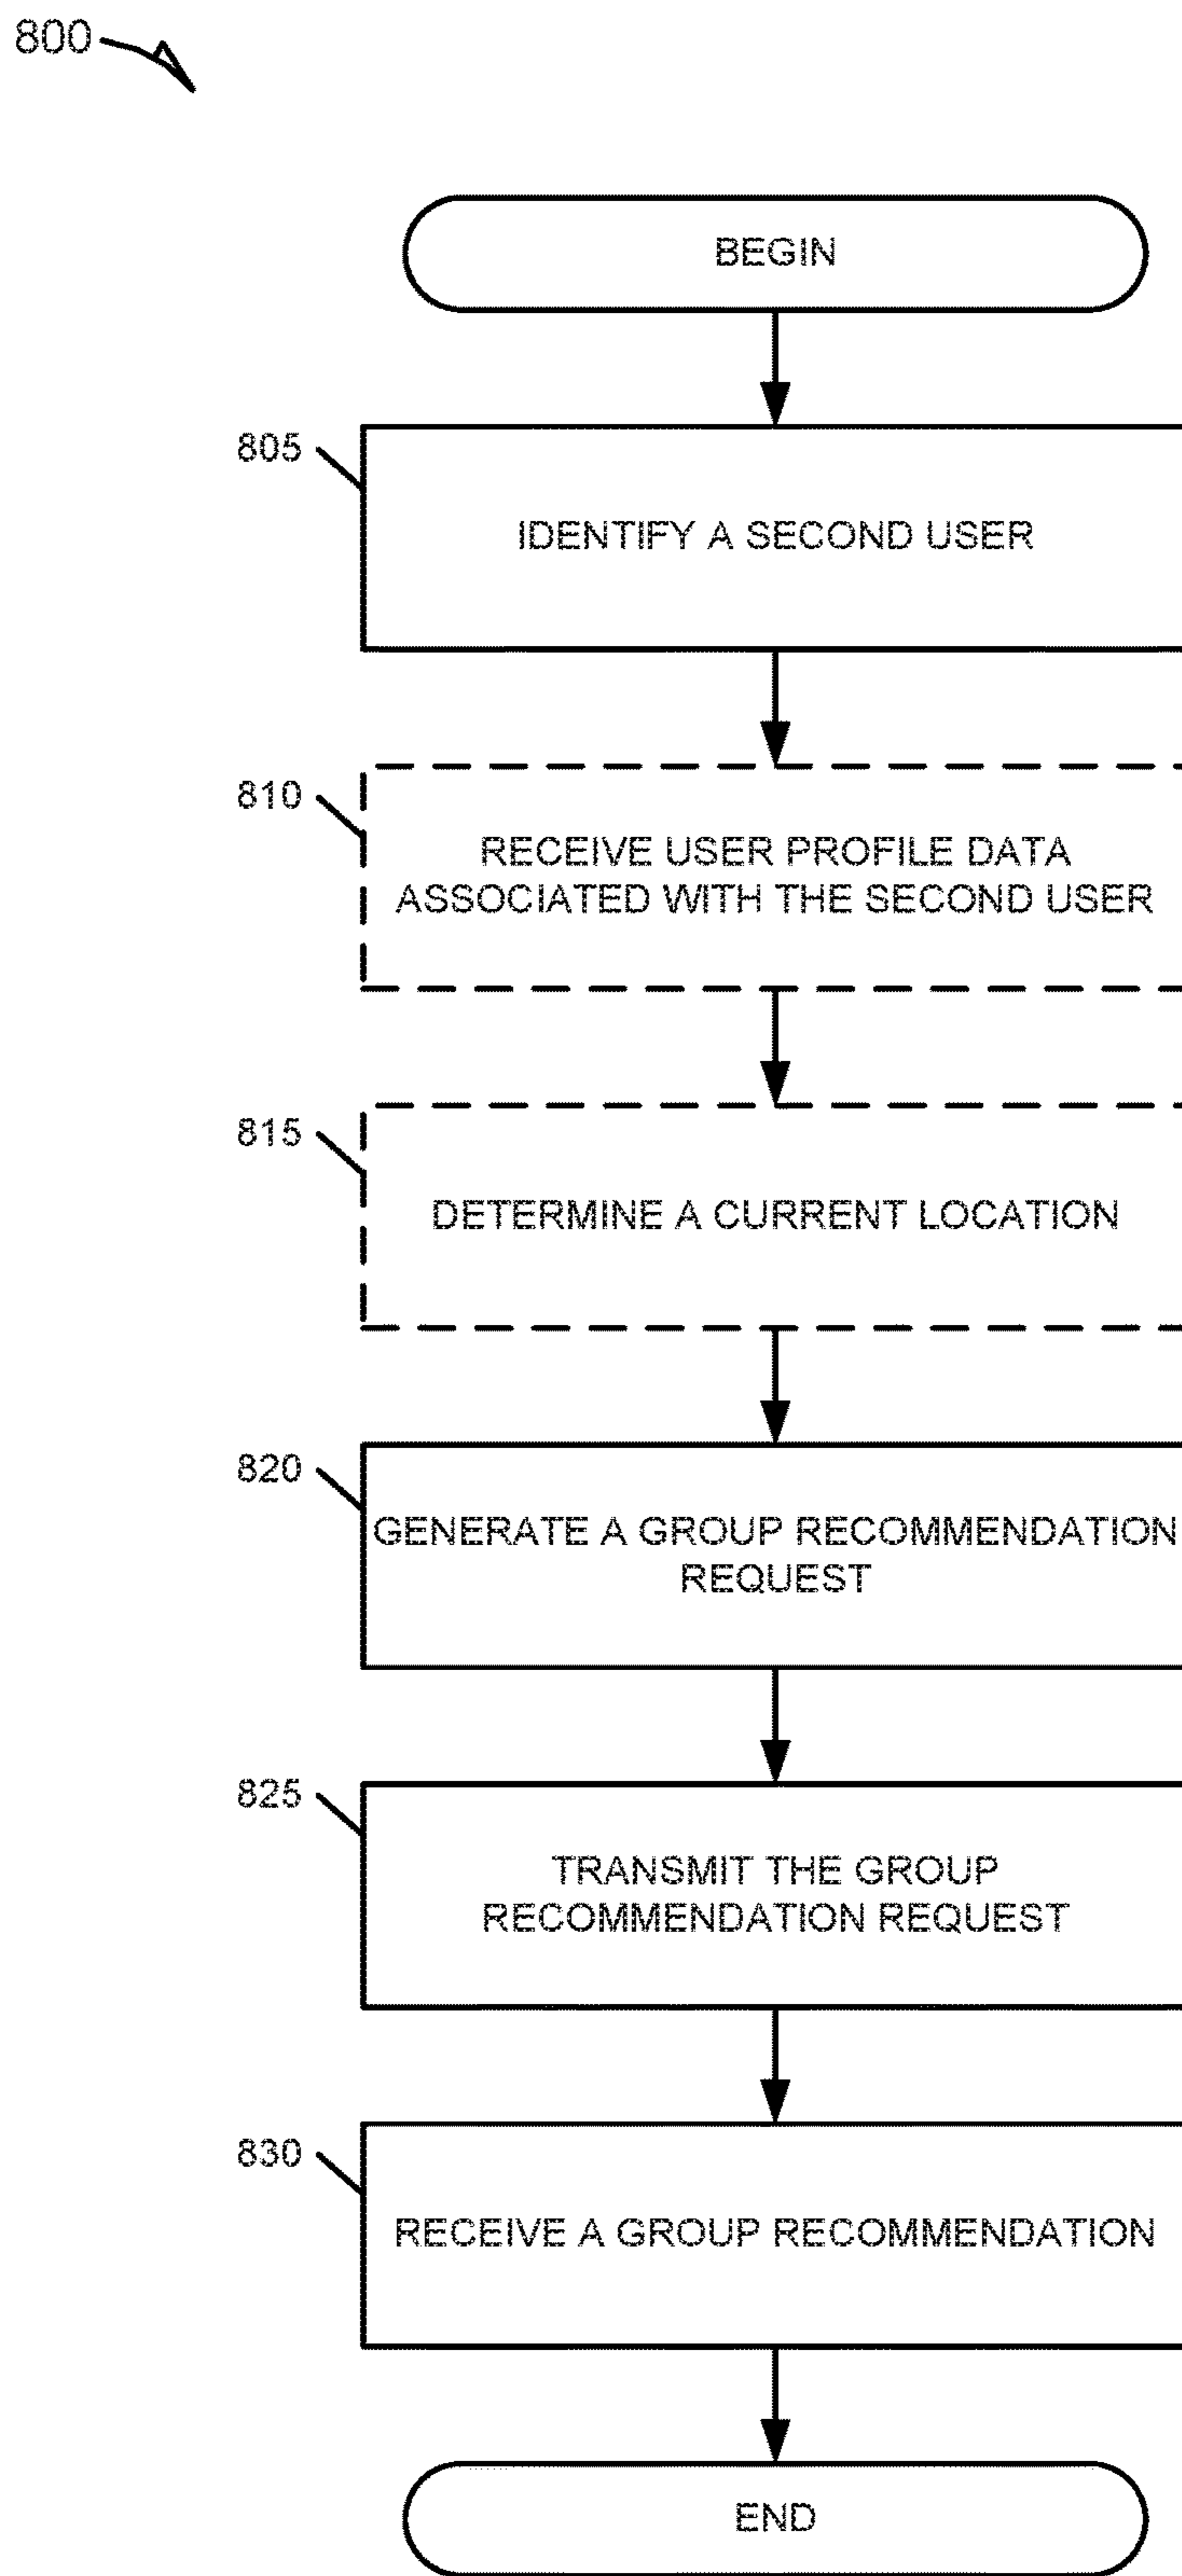 800
BEGIN
805
IDENTIFY A SECOND USER
810
RECEIVE USER PROFILE DATA
ASSOCIATED WITH THE SECOND USER
815
DETERMINE A CURRENT LOCATION
820
GENERATE A GROUP RECOMMENDATION
REQUEST
825
TRANSMIT THE GROUP
RECOMMENDATION REQUEST
830
RECEIVE A GROUP RECOMMENDATION
END